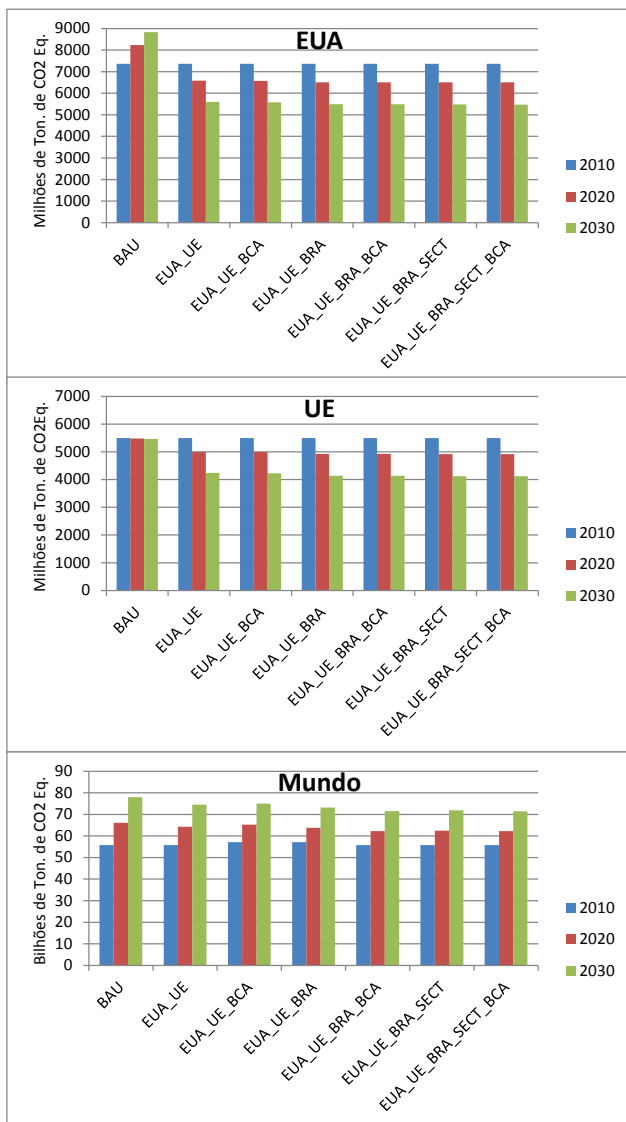 EUA
Milhões de Ton. de CO2 Eq.
9000
8000
7000
6000
5000
4000
3000
2000
1000
0
BAU
EUA_UE
EUA_UE_BCA
EUA_UE_BRA
EUA_UE_BRA_BCA
EUA_UE_BRA_SECT
EUA_UE_BRA_SECT_BCA
2010
2020
2030
UE
Milhões de Ton. de CO2Eq.
7000
6000
5000
4000
3000
2000
1000
0
BAU
EUA_UE
EUA_UE_BCA
EUA_UE_BRA
EUA_UE_BRA_BCA
EUA_UE_BRA_SECT
EUA_UE_BRA_SECT_BCA
2010
2020
2030
Mundo
Bilhões de Ton. de CO2 Eq.
90
80
70
60
50
40
30
20
10
0
BAU
EUA_UE
EUA_UE_BCA
EUA_UE_BRA
EUA_UE_BRA_BCA
EUA_UE_BRA_SECT
EUA_UE_BRA_SECT_BCA
2010
2020
2030